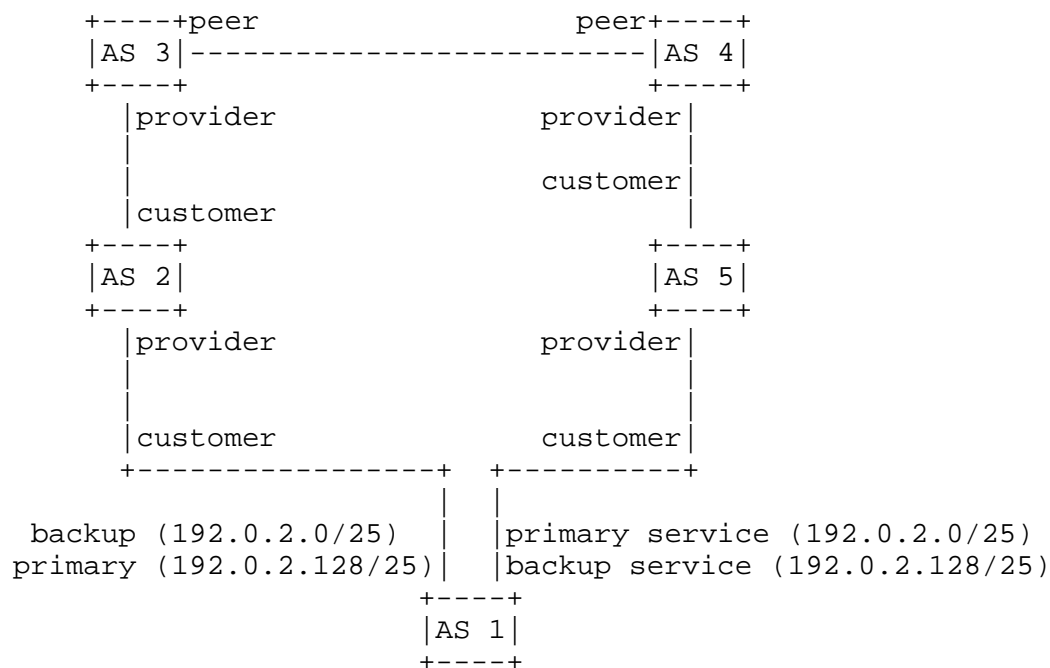 +----+peer                          peer+----+
|AS 3|--------------------------|AS 4|
+----+                          +----+
|provider                provider|
customer|
|customer
+----+                          +----+
|AS 2|                          |AS 5|
+----+                          +----+
|provider                provider|
|customer                customer|
+-----------------+  +----------+
backup (192.0.2.0/25)  |  |primary service (192.0.2.0/25)
primary (192.0.2.128/25)|  |backup service (192.0.2.128/25)
+----+
|AS 1|
+----+